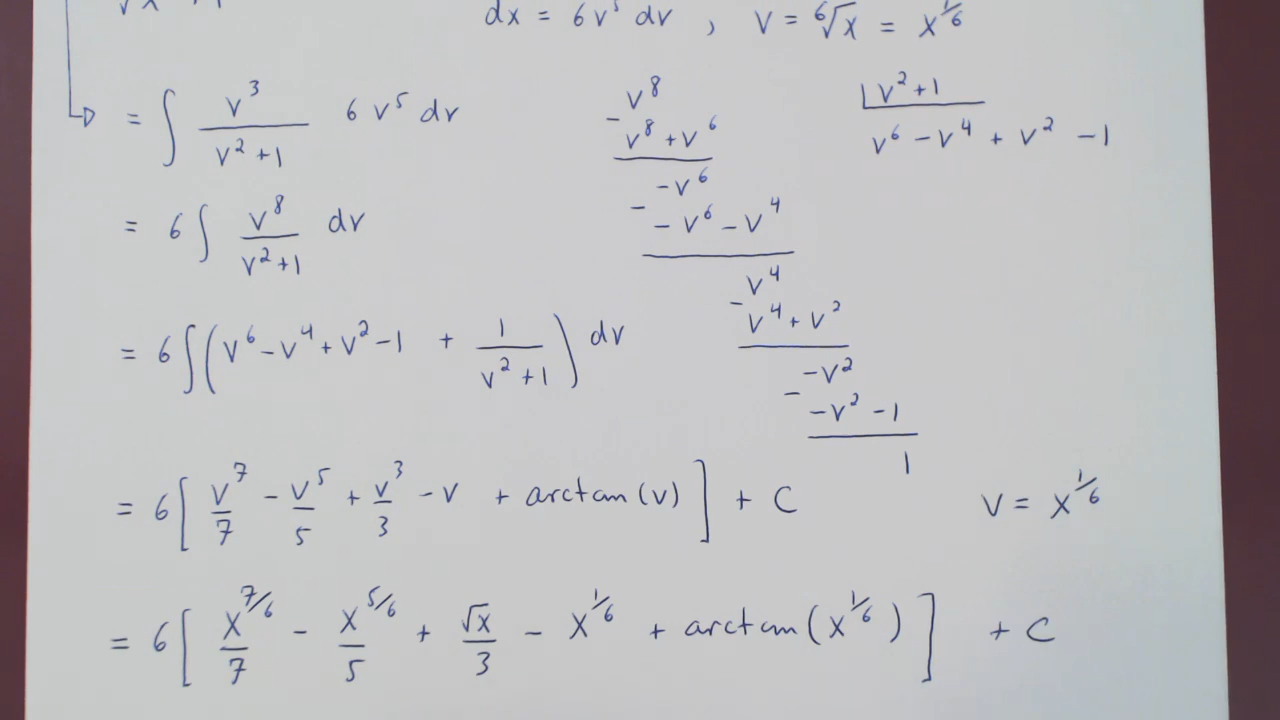 dx = 6v⁵ dv , v = ⁶√x = x^(1/6)
= ∫ v³/(v²+1) 6v⁵ dv
= 6∫ v⁸/(v²+1) dv
= 6∫(v⁶ - v⁴ + v² - 1 + 1/(v²+1)) dv
= 6[v⁷/7 - v⁵/5 + v³/3 - v + arctan(v)] + C
= 6[x^(7/6)/7 - x^(5/6)/5 + √x/3 - x^(1/6) + arctan(x^(1/6))] + C
v⁸
- v⁸ + v⁶
-v⁶
- -v⁶ - v⁴
v⁴
- v⁴ + v²
-v²
- -v² - 1
1
v² + 1
v⁶ - v⁴ + v² - 1
v = x^(1/6)